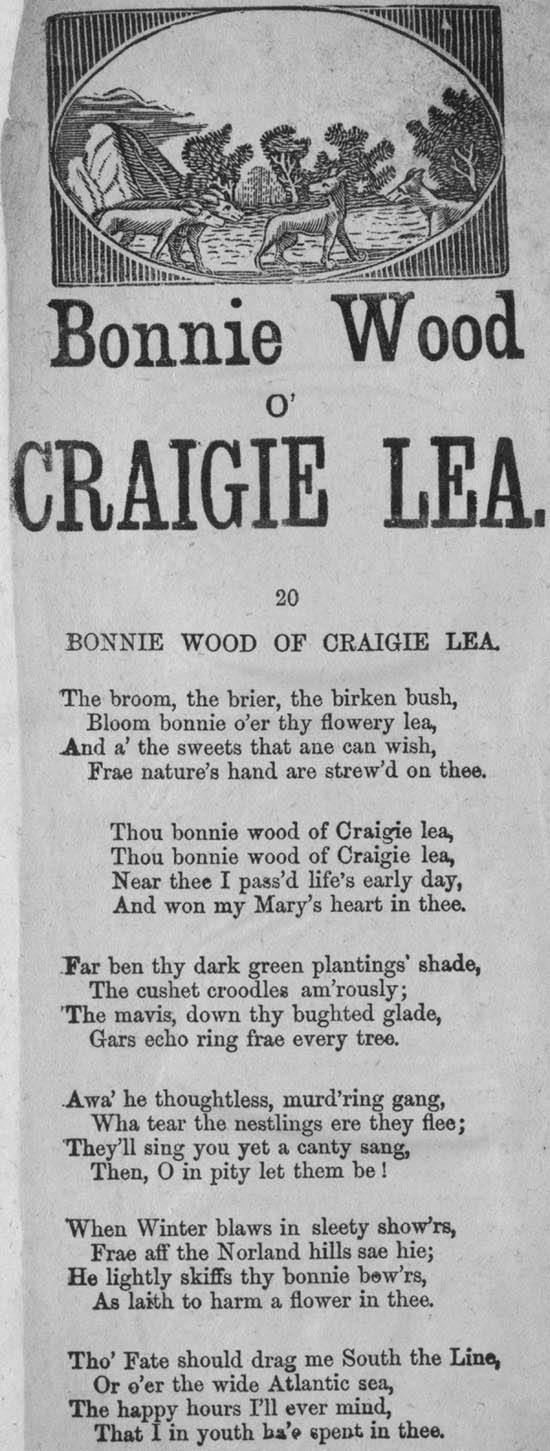 Bonnie Wood
O'
CRAIGIE LEA.
20
BONNIE WOOD OF CRAIGIE LEA.
The broom, the brier, the birken bush,
Bloom bonnie o'er thy flowery lea,
And a' the sweets that ane can wish,
Frae nature's hand are strew'd on thee.
Thou bonnie wood of Craigie lea,
Thou bonnie wood of Craigie lea,
Near thee I pass'd life's early day,
And won my Mary's heart in thee.
Far ben thy dark green plantings' shade,
The cushet croodles am'rously;
The mavis, down thy bughted glade,
Gars echo ring frae every tree.
Awa' he thoughtless, murd'ring gang,
Wha tear the nestlings ere they flee;
They'll sing you yet a canty sang,
Then, O in pity let them be!
When Winter blaws in sleety show'rs,
Frae aff the Norland hills sae hie;
He lightly skiffs thy bonnie bow'rs,
As laith to harm a flower in thee.
Tho' Fate should drag me South the Line,
Or o'er the wide Atlantic sea,
The happy hours I'll ever mind,
That I in youth ha'e spent in thee.